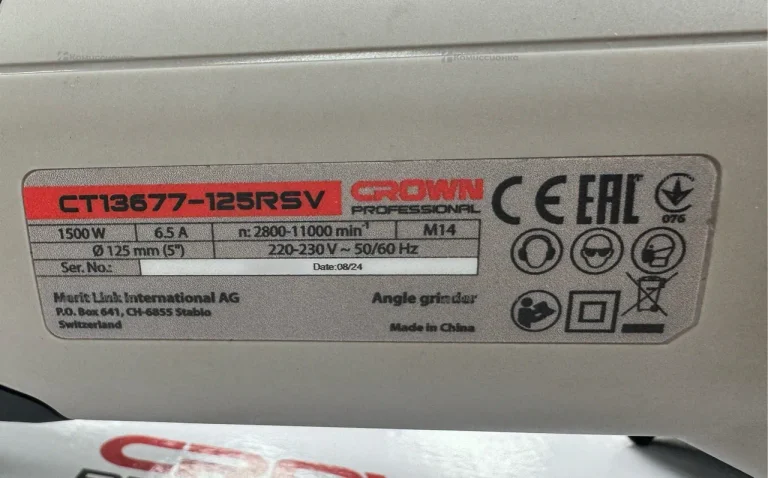 Комиссионка
Комиссионка
CT13677-125RSV
CROWN
PROFESSIONAL
CE EAC
076
1500 W 6.5 A n: 2800-11000 min⁻¹ M14
Ø 125 mm (5") 220-230 V ~ 50/60 Hz
Ser. No.: Date:08/24
Merit Link International AG
P.O. Box 641, CH-6855 Stabio
Switzerland
Angle grinder
Made in China